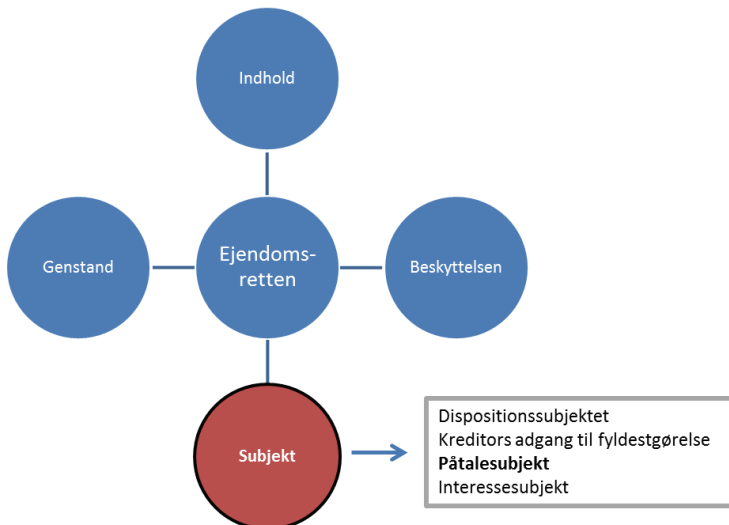 Indhold
Genstand
Ejendoms-
retten
Beskyttelsen
Subjekt
Dispositionssubjektet
Kreditors adgang til fyldestgørelse
Påtalesubjekt
Interessesubjekt